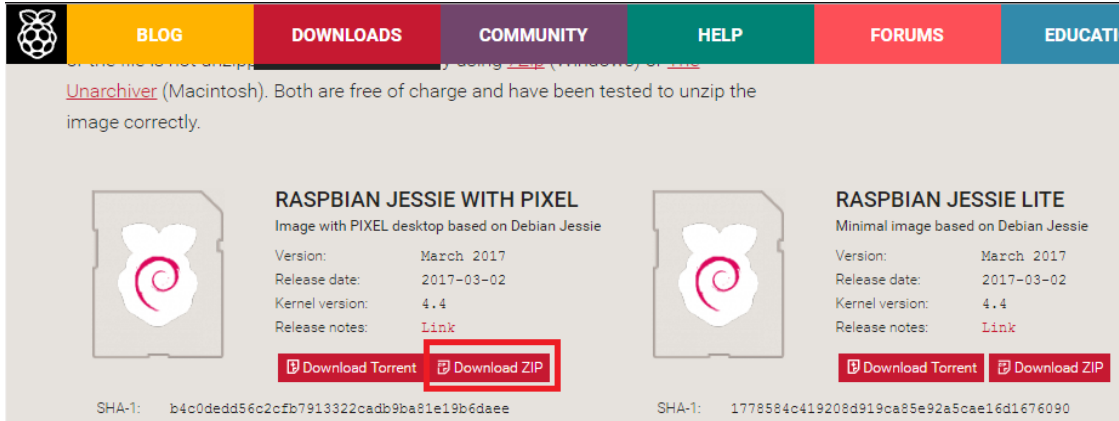 BLOG DOWNLOADS COMMUNITY HELP FORUMS EDUCATI
Unarchiver (Macintosh). Both are free of charge and have been tested to unzip the
image correctly.
RASPBIAN JESSIE WITH PIXEL
Image with PIXEL desktop based on Debian Jessie
Version: March 2017
Release date: 2017-03-02
Kernel version: 4.4
Release notes: Link
Download Torrent Download ZIP
SHA-1: b4c0dedd56c2cfb7913322cadb9ba81e19b6daee
RASPBIAN JESSIE LITE
Minimal image based on Debian Jessie
Version: March 2017
Release date: 2017-03-02
Kernel version: 4.4
Release notes: Link
Download Torrent Download ZIP
SHA-1: 1778584c419208d919ca85e92a5cae16d1676090